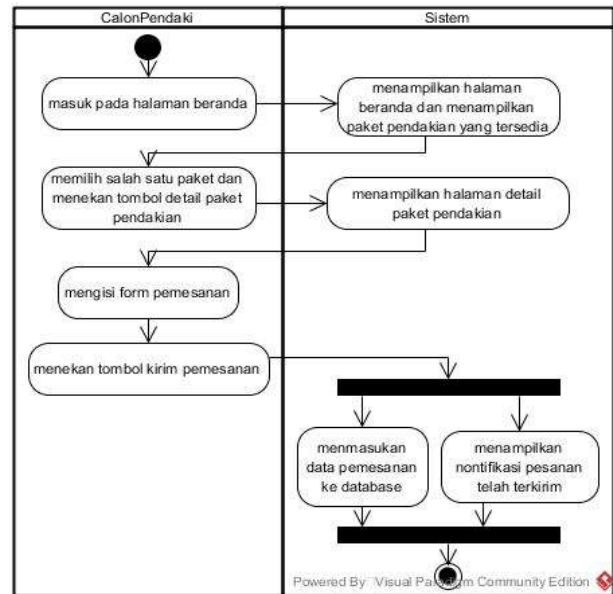 CalonPendaki
Sistem
masuk pada halaman beranda
menampilkan halaman
beranda dan menampilkan
paket pendakian yang tersedia
memilih salah satu paket dan
menekan tombol detail paket
pendakian
menampilkan halaman detail
paket pendakian
mengisi form pemesanan
menekan tombol kirim pemesanan
menmasukan
data pemesanan
ke database
menampilkan
nontifikasi pesanan
telah terkirim
Powered By Visual Paradigm Community Edition